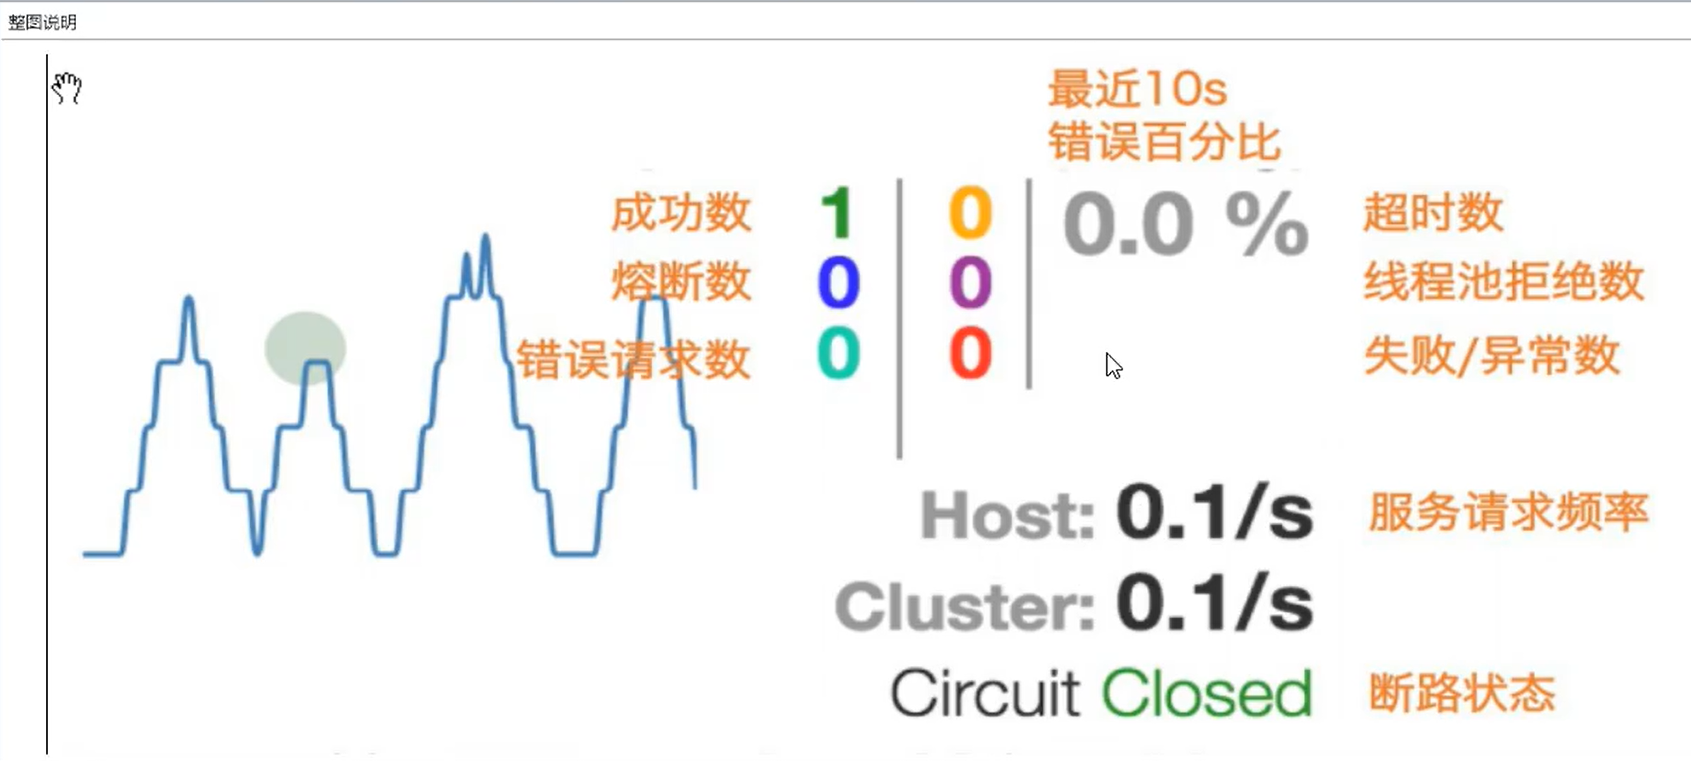 整图说明
最近10s
错误百分比
成功数 1 0 0.0 % 超时数
熔断数 0 0 线程池拒绝数
错误请求数 0 0 失败/异常数
Host: 0.1/s 服务请求频率
Cluster: 0.1/s
Circuit Closed 断路状态